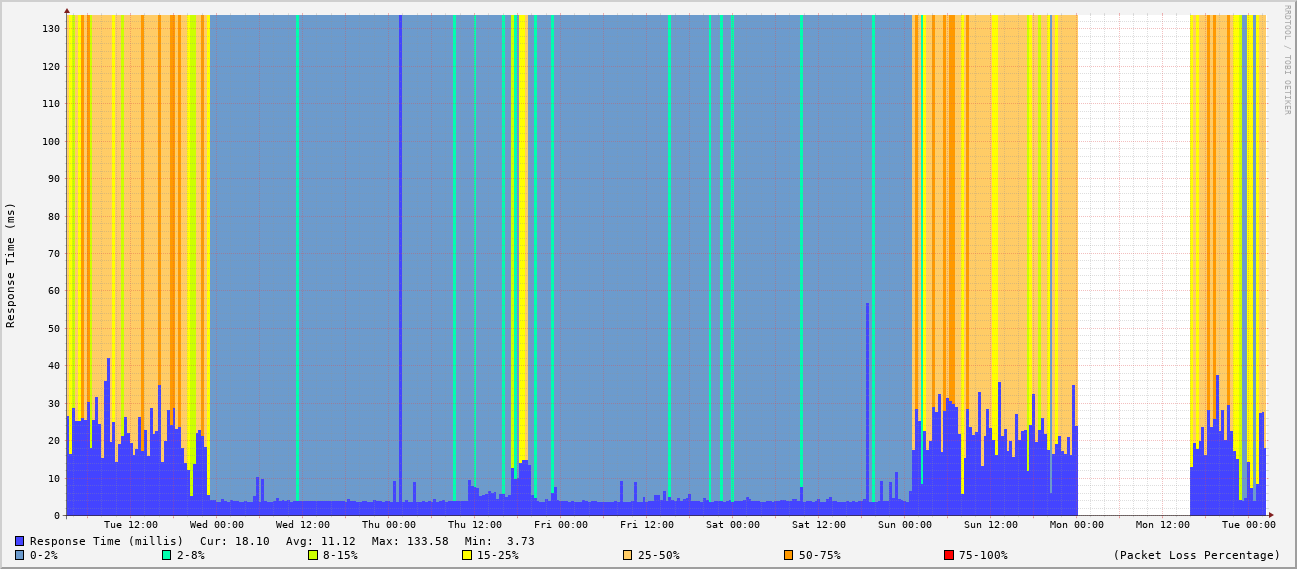 RRDTOOL / TOBI OETIKER
Response Time (ms)
130
120
110
100
90
80
70
60
50
40
30
20
10
0
Tue 12:00 Wed 00:00 Wed 12:00 Thu 00:00 Thu 12:00 Fri 00:00 Fri 12:00 Sat 00:00 Sat 12:00 Sun 00:00 Sun 12:00 Mon 00:00 Mon 12:00 Tue 00:00
Response Time (millis) Cur: 18.10 Avg: 11.12 Max: 133.58 Min: 3.73
0-2% 2-8% 8-15% 15-25% 25-50% 50-75% 75-100% (Packet Loss Percentage)